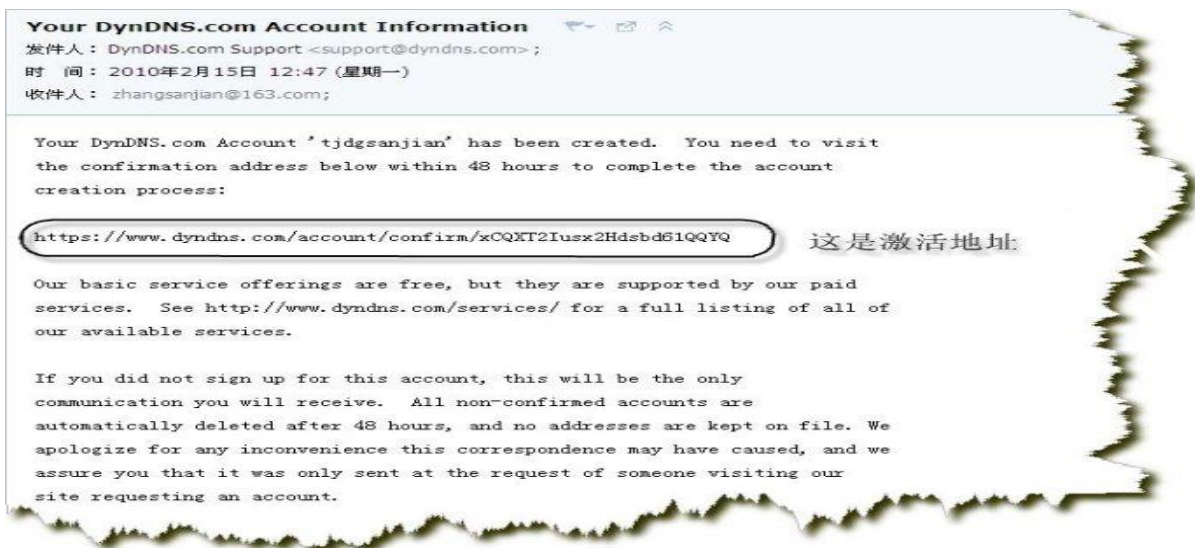 Your DynDNS.com Account Information
发件人：DynDNS.com Support <support@dyndns.com>;
时 间：2010年2月15日 12:47 (星期一)
收件人：zhangsanjian@163.com;
Your DynDNS.com Account 'tjdgsanjian' has been created. You need to visit
the confirmation address below within 48 hours to complete the account
creation process:
https://www.dyndns.com/account/confirm/xCQXT2Iusx2Hdsbd61QQYQ
这是激活地址
Our basic service offerings are free, but they are supported by our paid
services. See http://www.dyndns.com/services/ for a full listing of all of
our available services.
If you did not sign up for this account, this will be the only
communication you will receive. All non-confirmed accounts are
automatically deleted after 48 hours, and no addresses are kept on file. We
apologize for any inconvenience this correspondence may have caused, and we
assure you that it was only sent at the request of someone visiting our
site requesting an account.